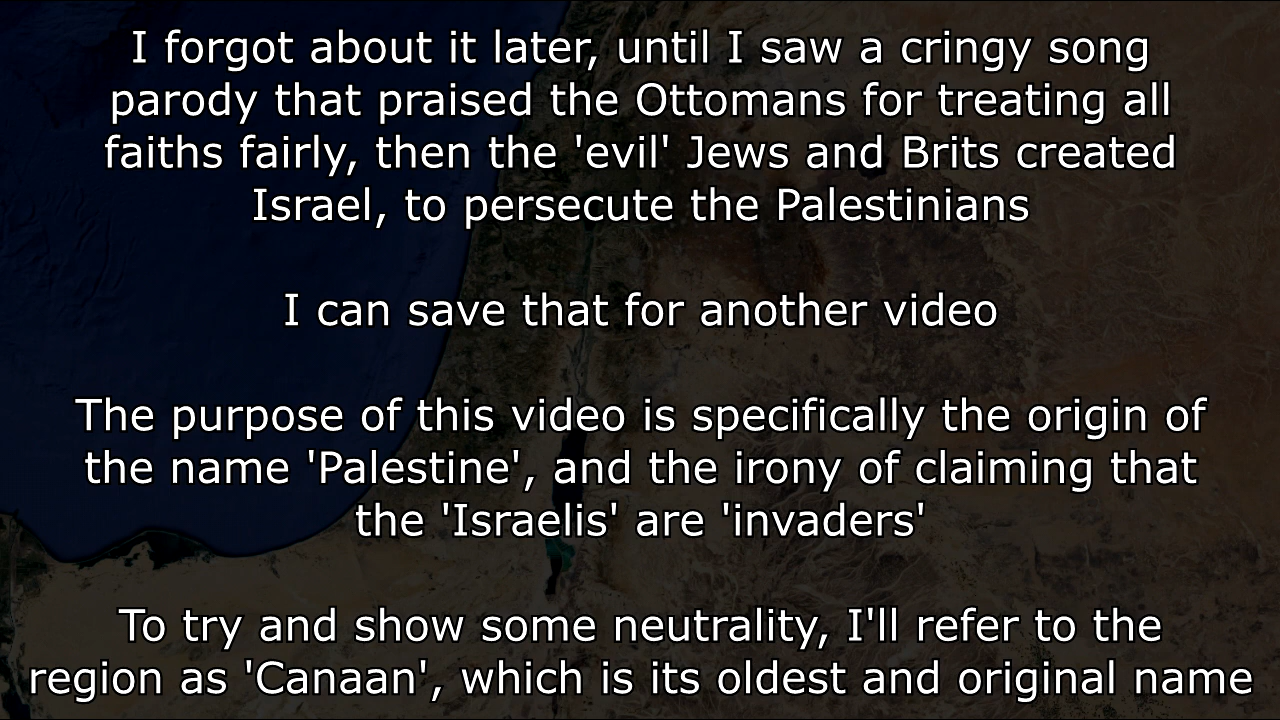 I forgot about it later, until I saw a cringy song
parody that praised the Ottomans for treating all
faiths fairly, then the 'evil' Jews and Brits created
Israel, to persecute the Palestinians
I can save that for another video
The purpose of this video is specifically the origin of
the name 'Palestine', and the irony of claiming that
the 'Israelis' are 'invaders'
To try and show some neutrality, I'll refer to the
region as 'Canaan', which is its oldest and original name